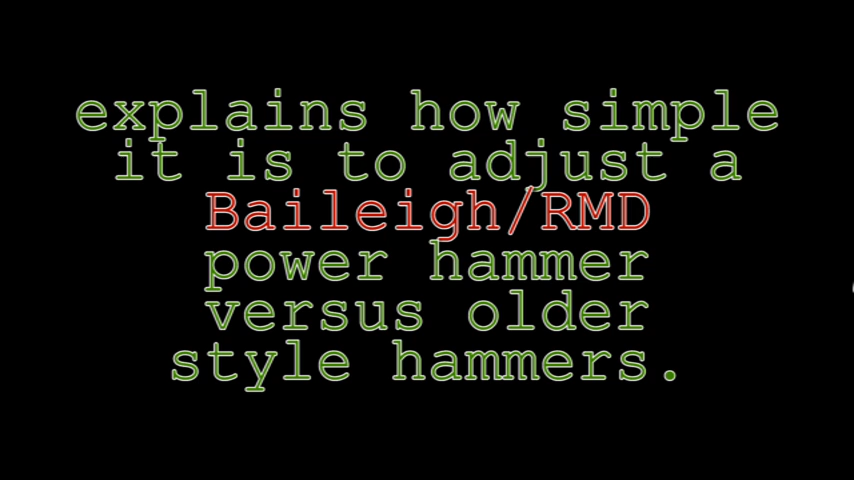 explains how simple
it is to adjust a
Baileigh/RMD
power hammer
versus older
style hammers.